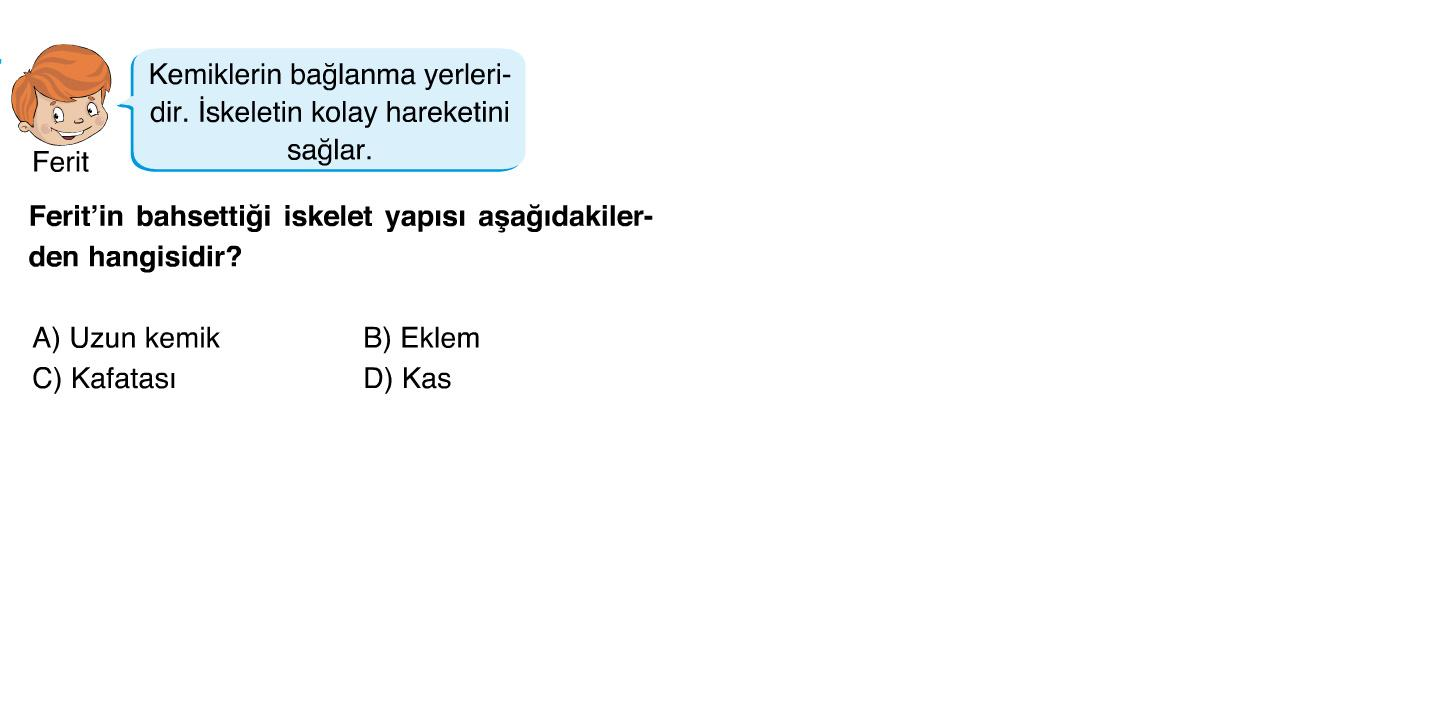 Kemiklerin bağlanma yerleri-
dir. İskeletin kolay hareketini
sağlar.
Ferit
Ferit’in bahsettiği iskelet yapısı aşağıdakiler-
den hangisidir?
A) Uzun kemik B) Eklem
C) Kafatası D) Kas